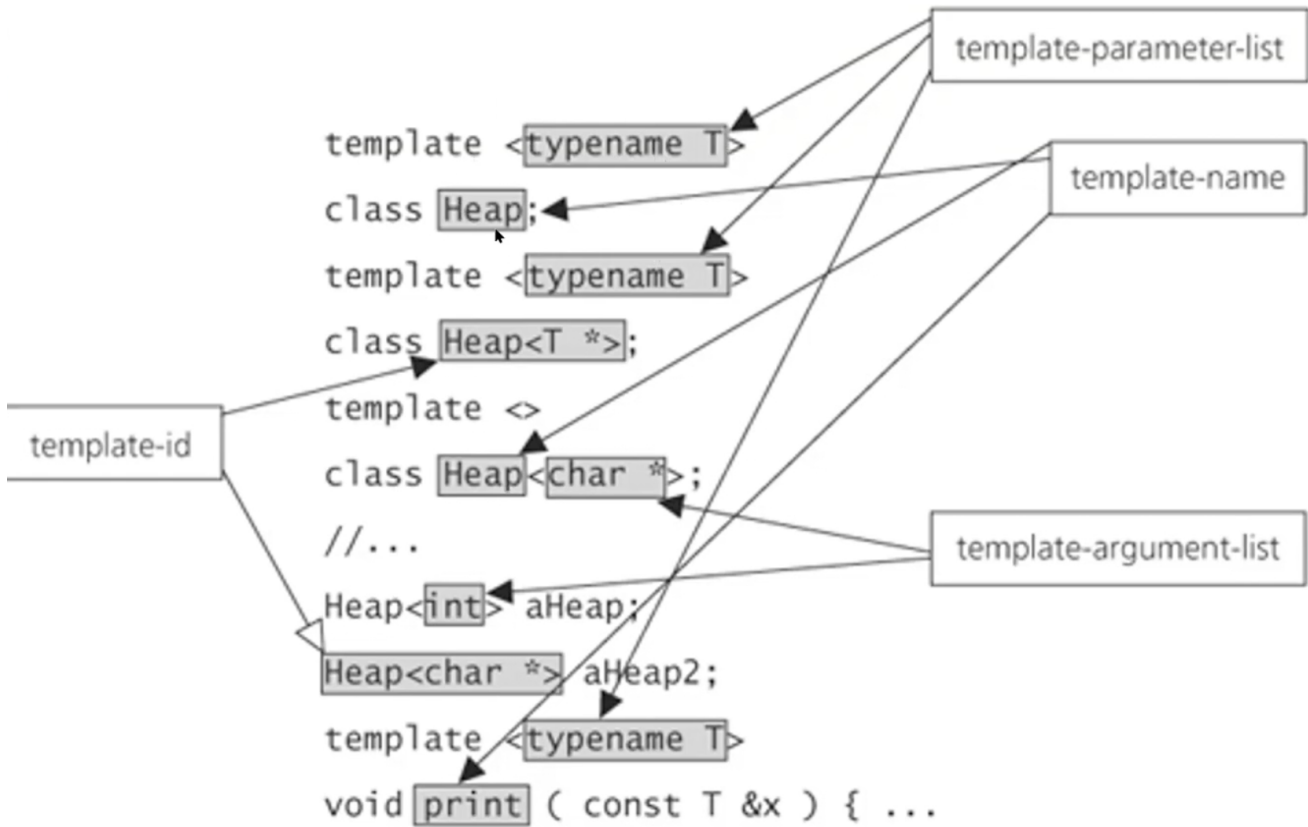 template-parameter-list
template <typename T>
template-name
class Heap;
template <typename T>
class Heap<T *>;
template <>
template-id
class Heap<char *>;
//...
template-argument-list
Heap<int> aHeap;
Heap<char *> aHeap2;
template <typename T>
void print ( const T &x ) { ...